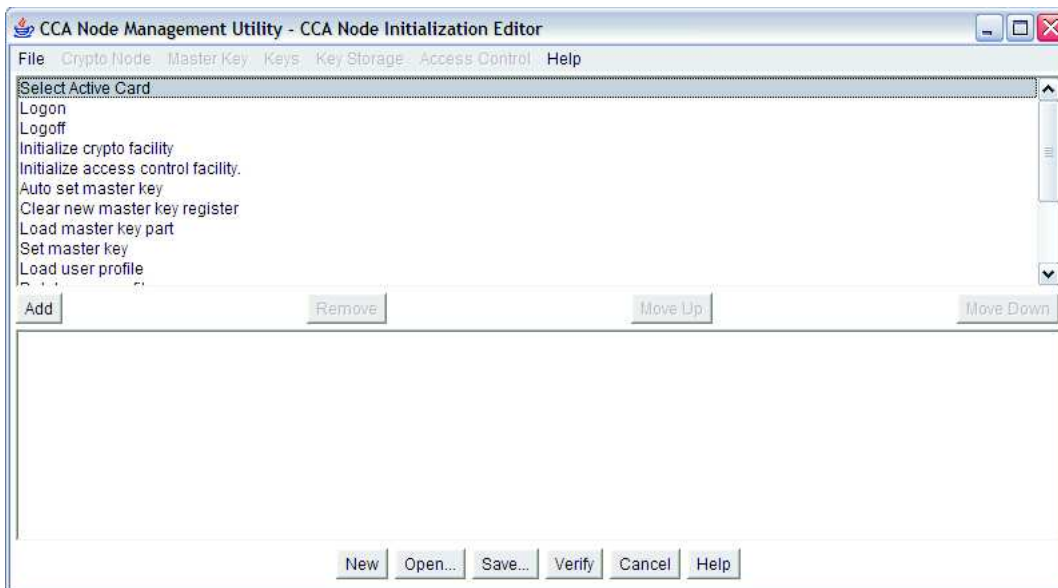 CCA Node Management Utility - CCA Node Initialization Editor
File Crypto Node Master Key Keys Key Storage Access Control Help
Select Active Card
Logon
Logoff
Initialize crypto facility
Initialize access control facility.
Auto set master key
Clear new master key register
Load master key part
Set master key
Load user profile
Add Remove Move Up Move Down
New Open... Save... Verify Cancel Help